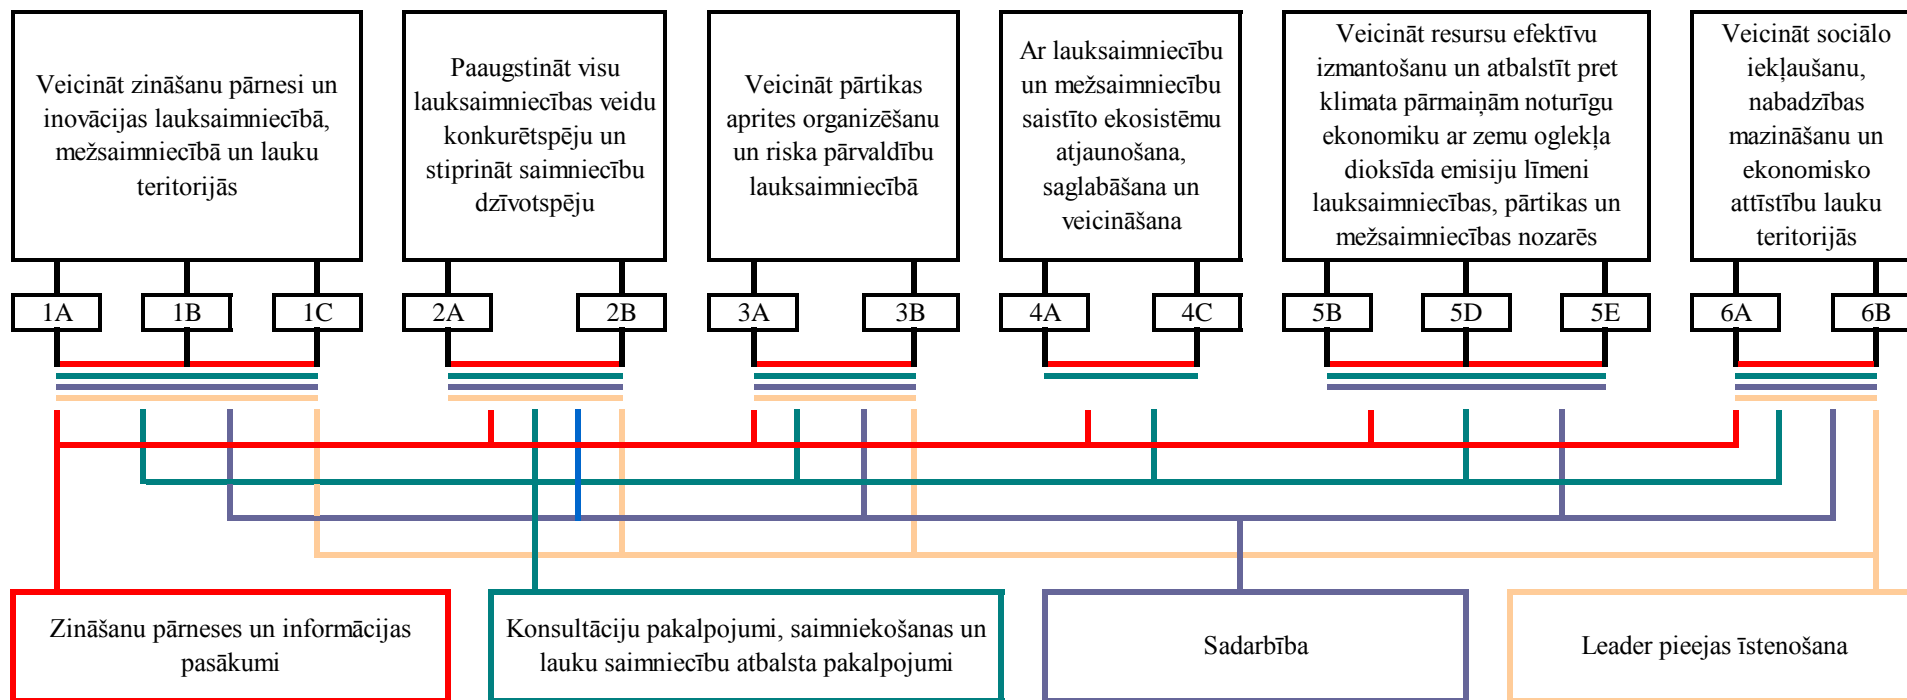 Veicināt zināšanu pārnesi un
inovācijas lauksaimniecībā,
mežsaimniecībā un lauku
teritorijās
Paaugstināt visu
lauksaimniecības veidu
konkurētspēju un
stiprināt saimniecību
dzīvotspēju
Veicināt pārtikas
aprites organizēšanu
un riska pārvaldību
lauksaimniecībā
Ar lauksaimniecību
un mežsaimniecību
saistīto ekosistēmu
atjaunošana,
saglabāšana un
veicināšana
Veicināt resursu efektīvu
izmantošanu un atbalstīt pret
klimata pārmaiņām noturīgu
ekonomiku ar zemu oglekļa
dioksīda emisiju līmeni
lauksaimniecības, pārtikas un
mežsaimniecības nozarēs
Veicināt sociālo
iekļaušanu,
nabadzības
mazināšanu un
ekonomisko
attīstību lauku
teritorijās
1A 1B 1C 2A 2B 3A 3B 4A 4C 5B 5D 5E 6A 6B
Zināšanu pārneses un informācijas
pasākumi
Konsultāciju pakalpojumi, saimniekošanas un
lauku saimniecību atbalsta pakalpojumi
Sadarbība
Leader pieejas īstenošana